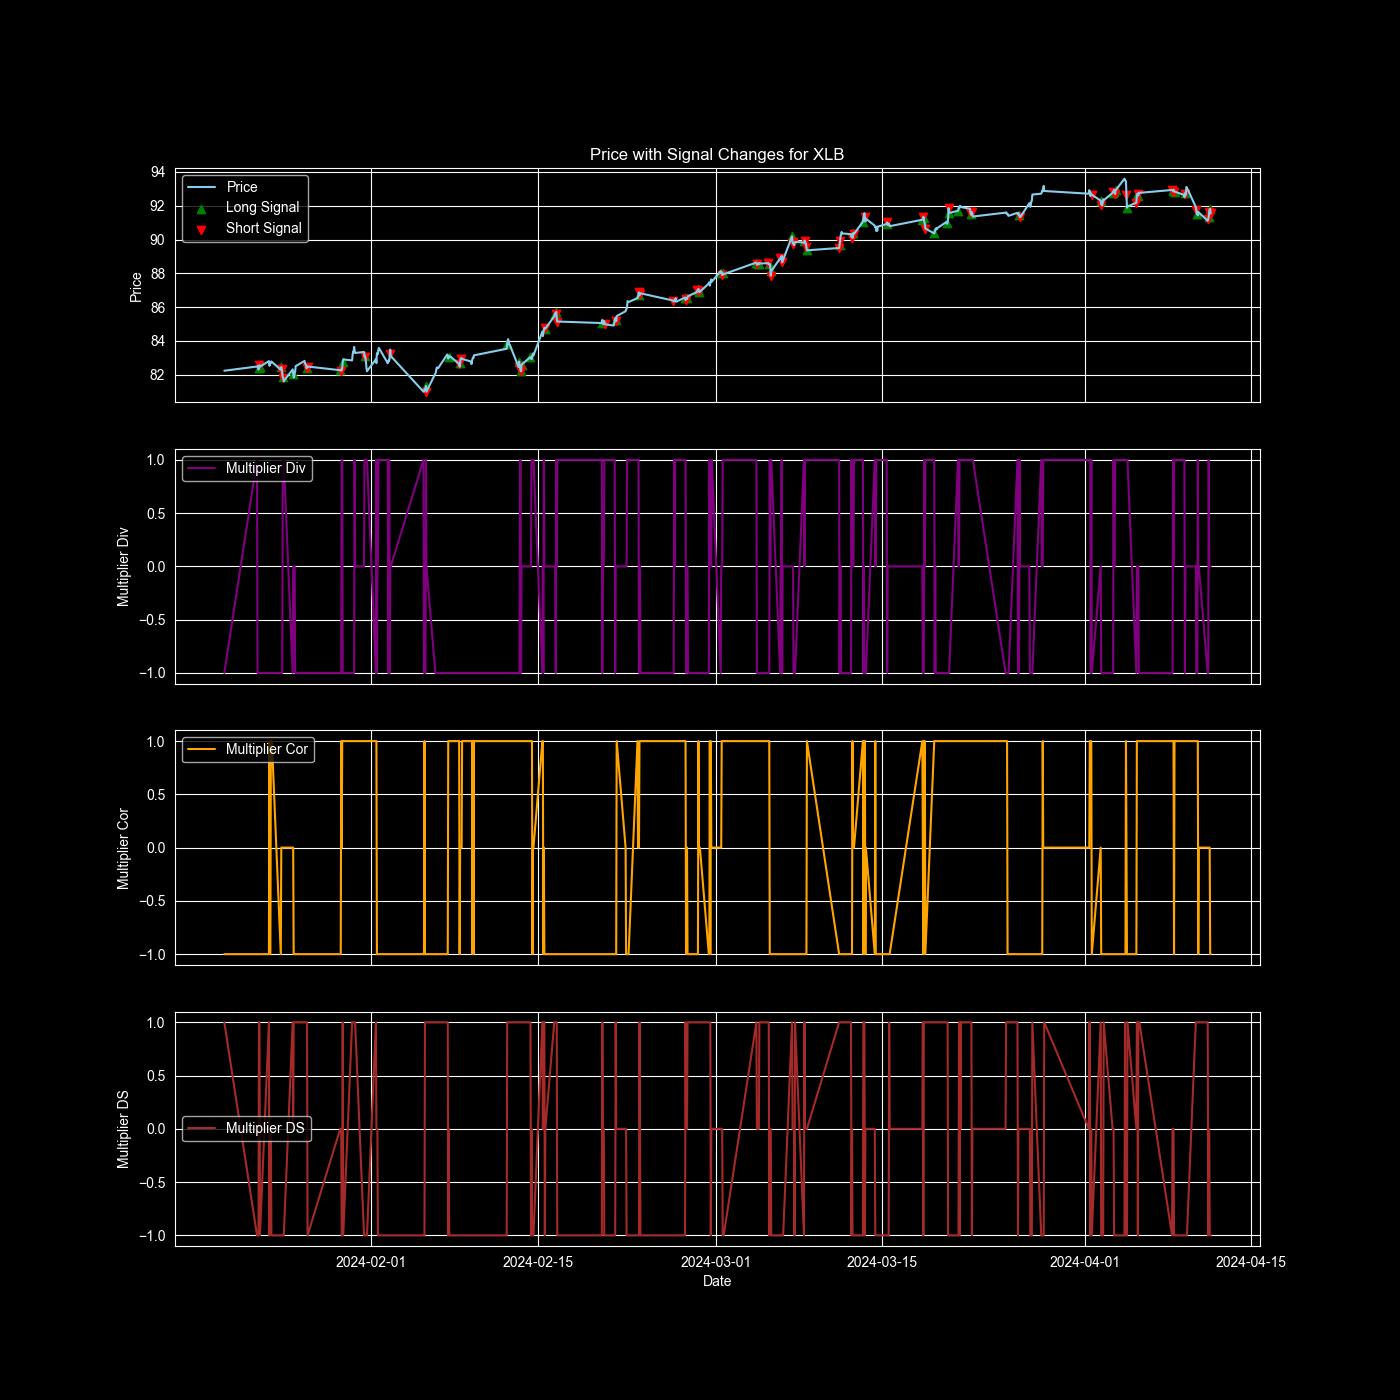 Price with Signal Changes for XLB
94
92
90
88
86
84
82
Price
Price
Long Signal
Short Signal
1.0
0.5
0.0
−0.5
−1.0
Multiplier Div
Multiplier Div
1.0
0.5
0.0
−0.5
−1.0
Multiplier Cor
Multiplier Cor
1.0
0.5
0.0
−0.5
−1.0
Multiplier DS
Multiplier DS
2024-02-01 2024-02-15 2024-03-01 2024-03-15 2024-04-01 2024-04-15
Date